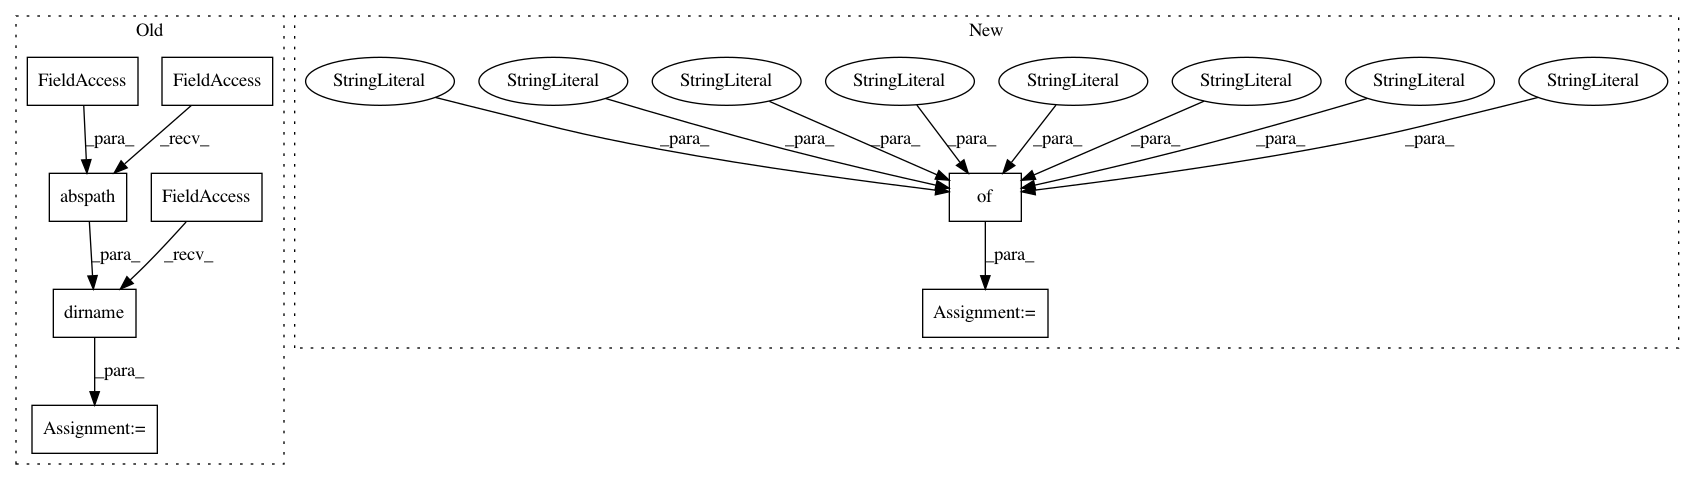 Old
New
FieldAccess
FieldAccess
StringLiteral
StringLiteral
StringLiteral
StringLiteral
StringLiteral
StringLiteral
StringLiteral
StringLiteral
_para_
_recv_
_para_
_para_
_para_
_para_
_para_
_para_
_para_
_para_
abspath
FieldAccess
of
_para_
_recv_
_para_
dirname
Assignment:=
_para_
Assignment:=